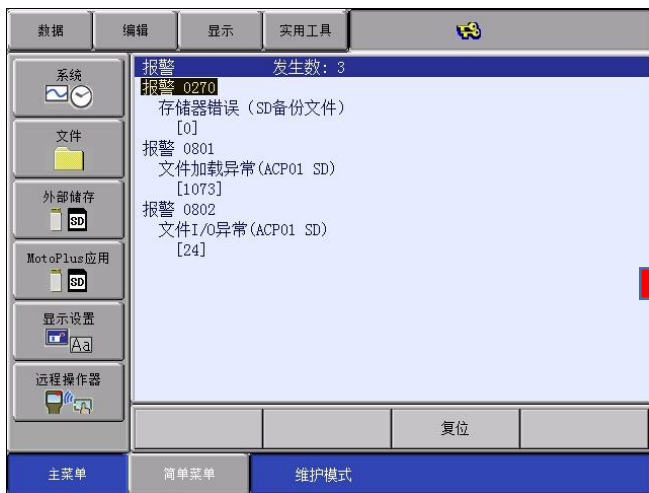 数据 编辑 显示 实用工具
系统
文件
外部储存
SD
MotoPlus应用
SD
显示设置
Aa
远程操作器
报警 发生数: 3
报警 0270
存储器错误 (SD备份文件)
[0]
报警 0801
文件加载异常(ACP01 SD)
[1073]
报警 0802
文件I/O异常(ACP01 SD)
[24]
复位
主菜单 简单菜单 维护模式